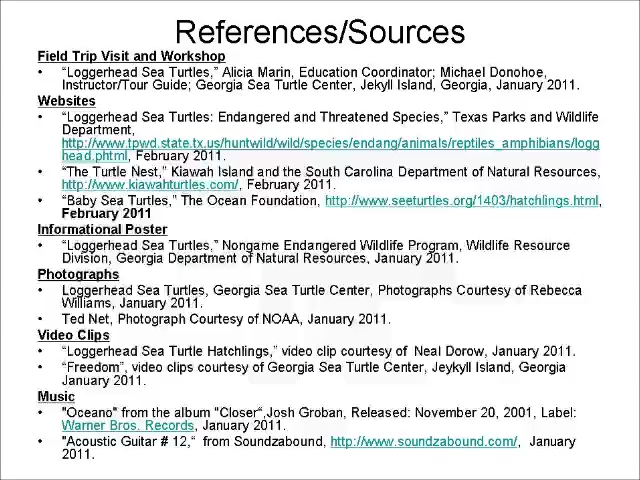 References/Sources
Field Trip Visit and Workshop
• “Loggerhead Sea Turtles,” Alicia Marin, Education Coordinator; Michael Donohoe,
Instructor/Tour Guide; Georgia Sea Turtle Center, Jekyll Island, Georgia, January 2011.
Websites
• “Loggerhead Sea Turtles: Endangered and Threatened Species,” Texas Parks and Wildlife
Department,
http://www.tpwd.state.tx.us/huntwild/wild/species/endang/animals/reptiles_amphibians/logg
head.phtml, February 2011.
• “The Turtle Nest,” Kiawah Island and the South Carolina Department of Natural Resources,
http://www.kiawahturtles.com/, February 2011.
• “Baby Sea Turtles,” The Ocean Foundation, http://www.seeturtles.org/1403/hatchlings.html,
February 2011
Informational Poster
• “Loggerhead Sea Turtles,” Nongame Endangered Wildlife Program, Wildlife Resource
Division, Georgia Department of Natural Resources, January 2011.
Photographs
• Loggerhead Sea Turtles, Georgia Sea Turtle Center, Photographs Courtesy of Rebecca
Williams, January 2011.
• Ted Net, Photograph Courtesy of NOAA, January 2011.
Video Clips
• “Loggerhead Sea Turtle Hatchlings,” video clip courtesy of Neal Dorow, January 2011.
• “Freedom”, video clips courtesy of Georgia Sea Turtle Center, Jeykyll Island, Georgia
January 2011.
Music
• "Oceano" from the album "Closer“,Josh Groban, Released: November 20, 2001, Label:
Warner Bros. Records, January 2011.
• "Acoustic Guitar # 12,“ from Soundzabound, http://www.soundzabound.com/, January
2011.